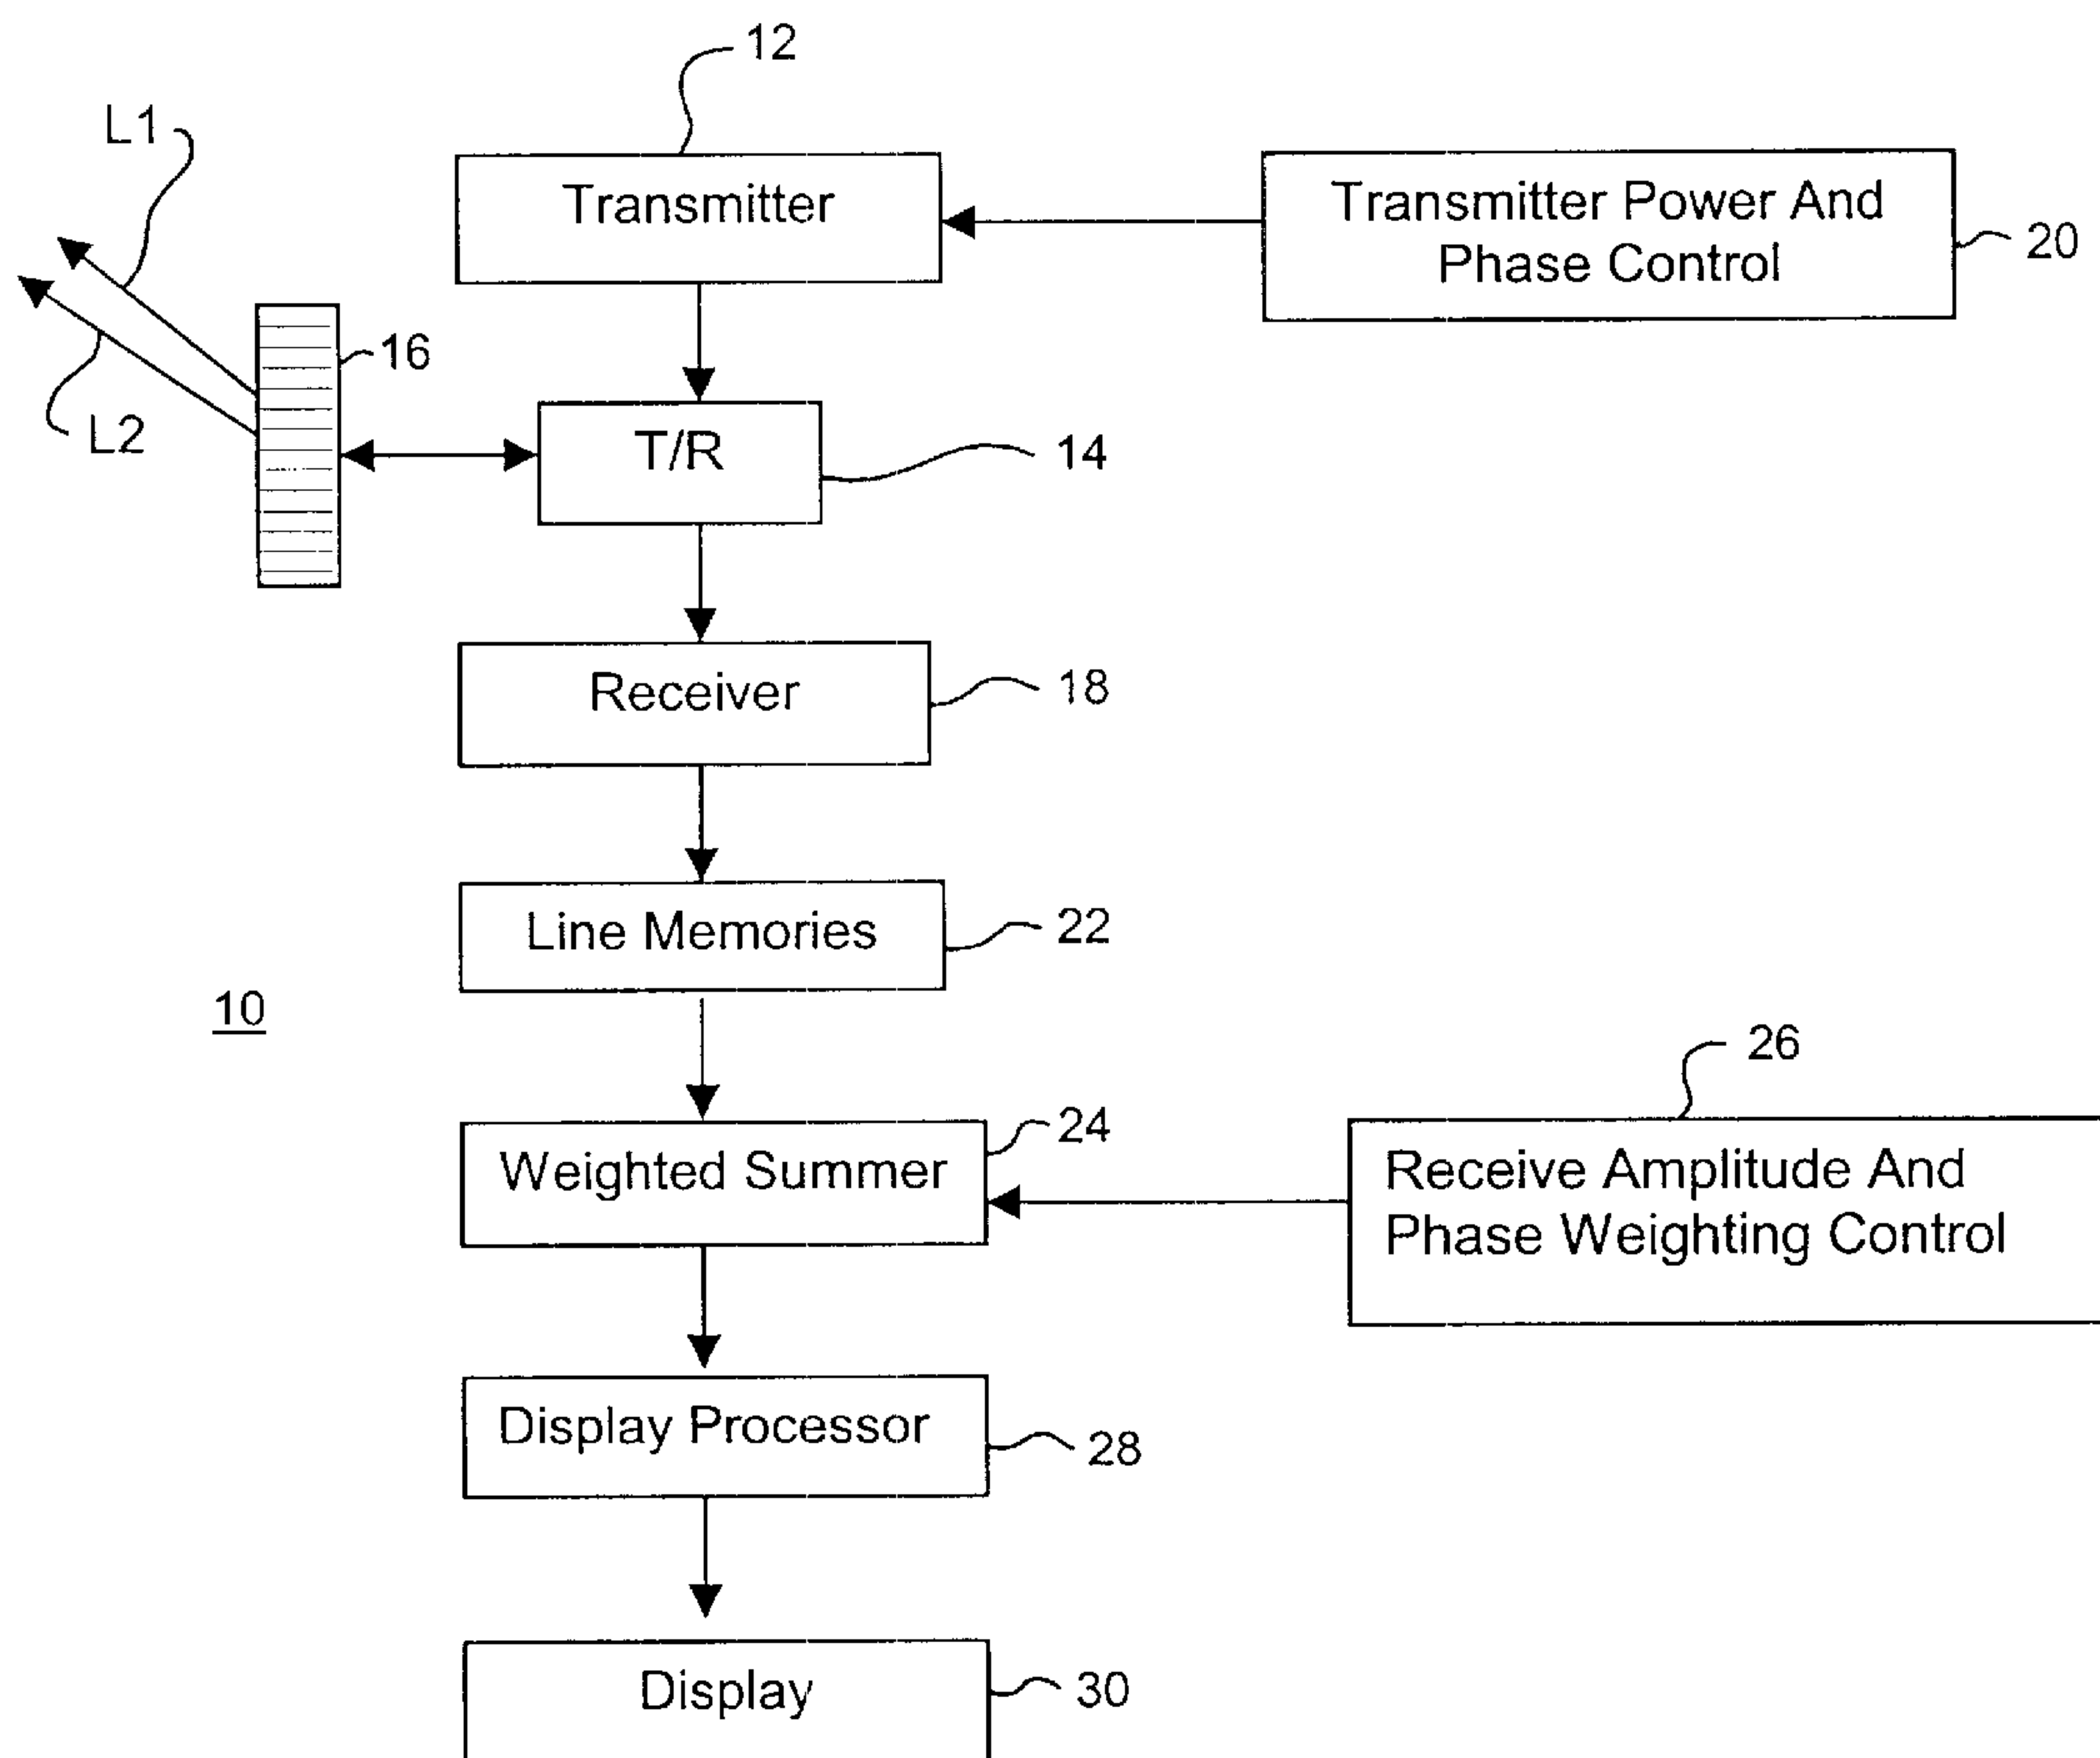 12
L1
Transmitter
Transmitter Power And
Phase Control
20
16
L2
T/R
14
Receiver
18
Line Memories
22
10
26
24
Weighted Summer
Receive Amplitude And
Phase Weighting Control
Display Processor
28
Display
30